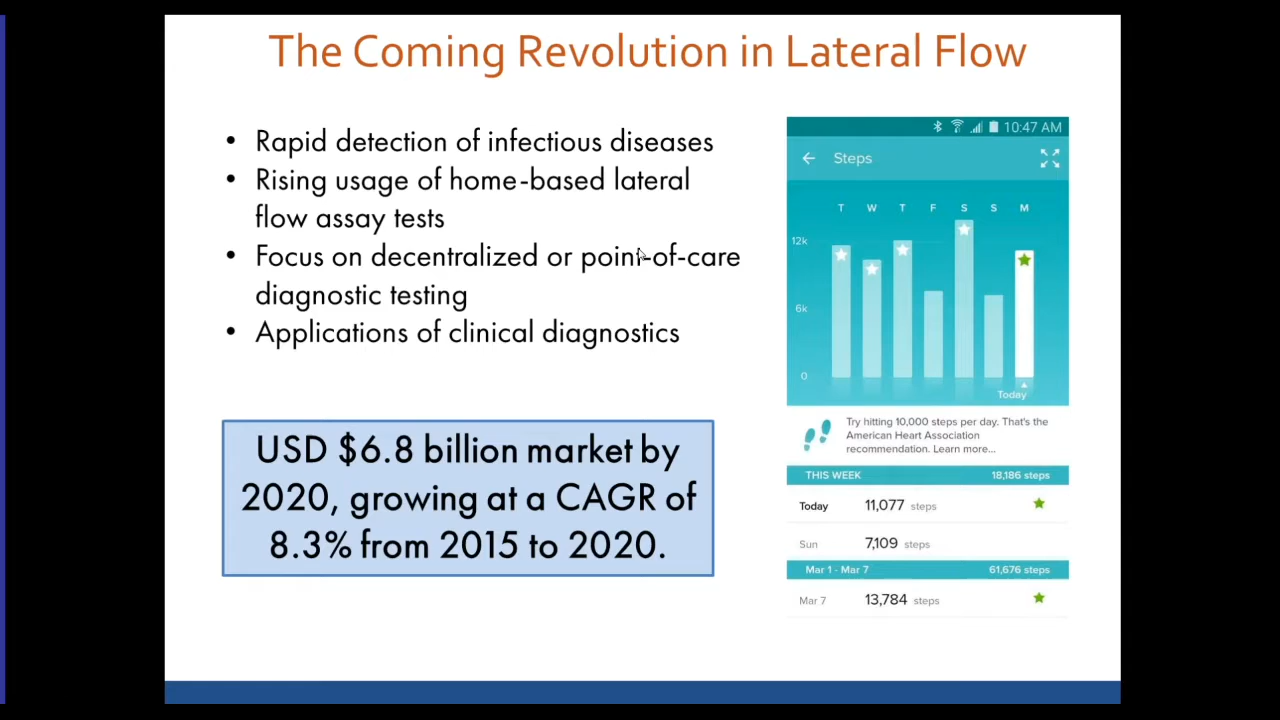 The Coming Revolution in Lateral Flow
• Rapid detection of infectious diseases
• Rising usage of home-based lateral
flow assay tests
• Focus on decentralized or point-of-care
diagnostic testing
• Applications of clinical diagnostics
USD $6.8 billion market by
2020, growing at a CAGR of
8.3% from 2015 to 2020.
10:47 AM
Steps
T W T F S S M
12k
6k
0
Today
Try hitting 10,000 steps per day. That's the
American Heart Association
recommendation. Learn more...
THIS WEEK 18,186 steps
Today 11,077 steps
Sun 7,109 steps
Mar 1 - Mar 7 61,676 steps
Mar 7 13,784 steps